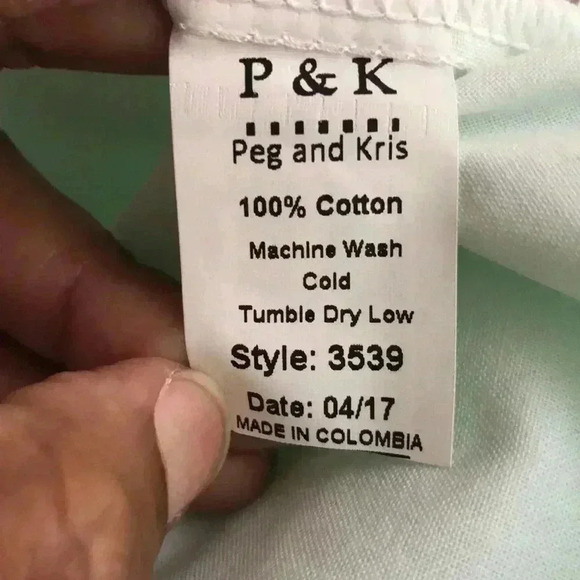 P & K
Peg and Kris
100% Cotton
Machine Wash
Cold
Tumble Dry Low
Style: 3539
Date: 04/17
MADE IN COLOMBIA